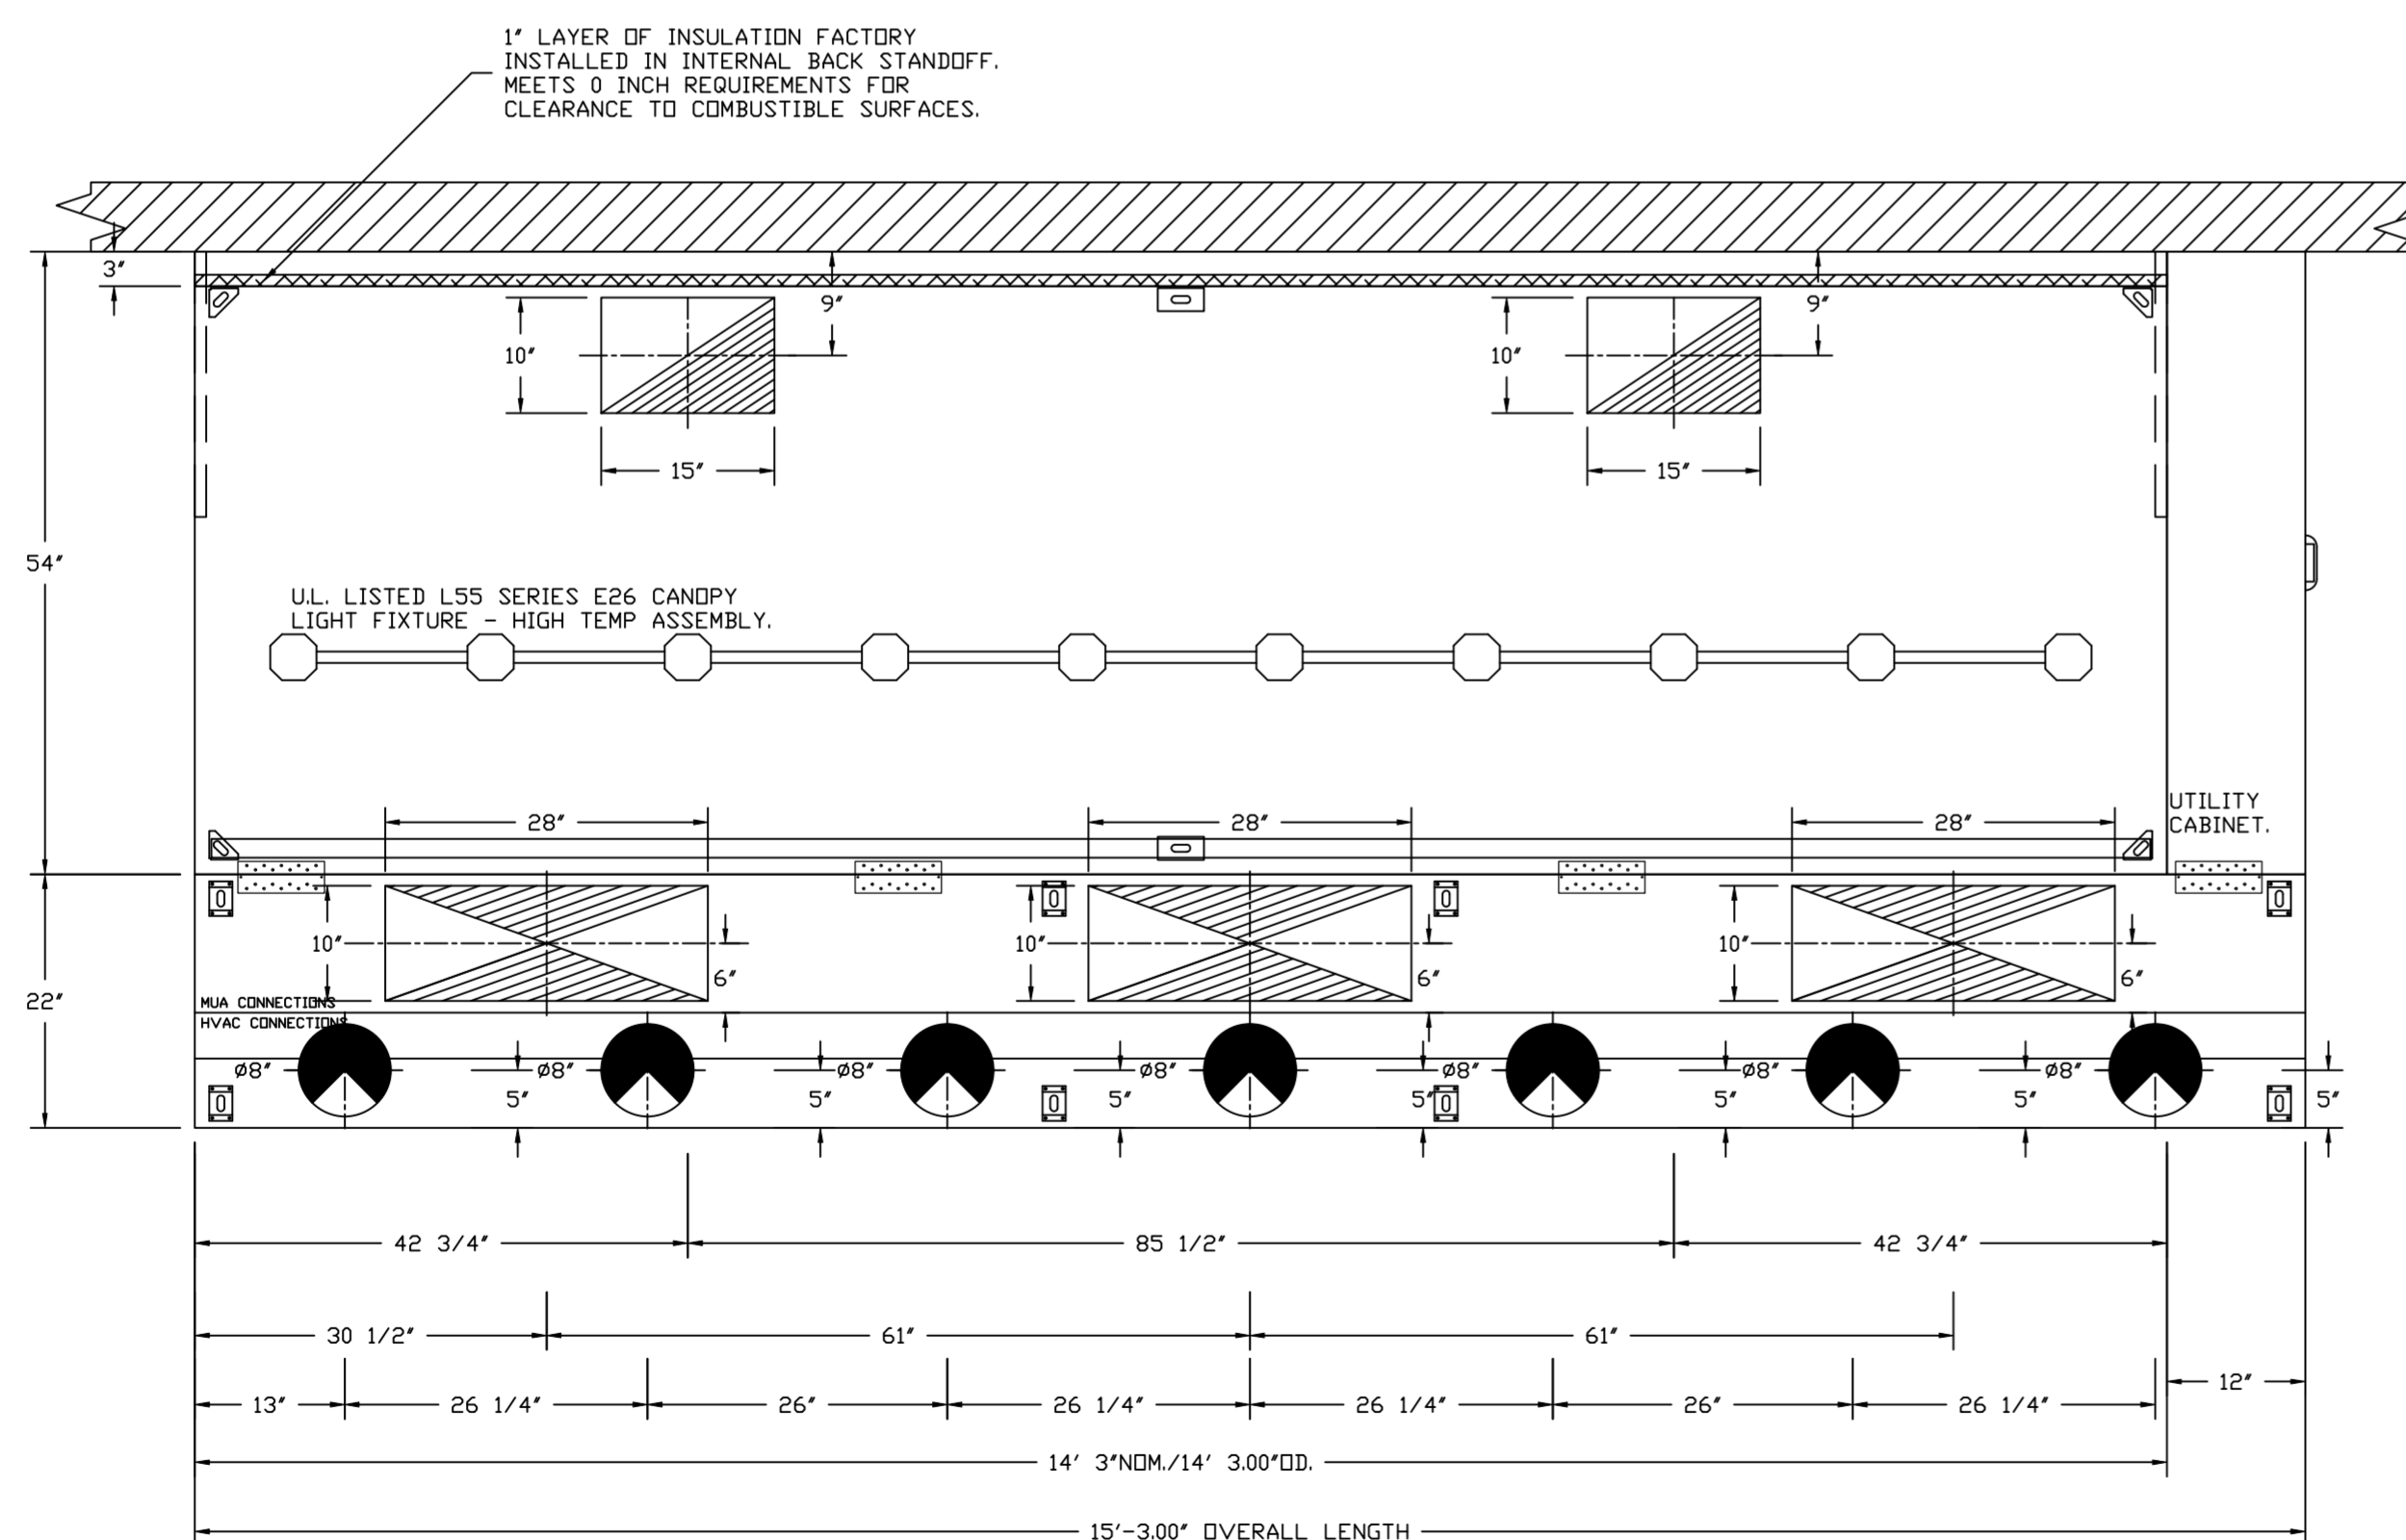 1″ LAYER OF INSULATION FACTORY
INSTALLED IN INTERNAL BACK STANDOFF.
MEETS 0 INCH REQUIREMENTS FOR
CLEARANCE TO COMBUSTIBLE SURFACES.
3″
9″
9″
10″
10″
15″
15″
54″
U.L. LISTED L55 SERIES E26 CANOPY
LIGHT FIXTURE - HIGH TEMP ASSEMBLY.
UTILITY
CABINET.
28″
28″
28″
10″
10″
10″
6″
6″
6″
22″
MUA CONNECTIONS
HVAC CONNECTIONS
Ø8″
Ø8″
Ø8″
Ø8″
Ø8″
Ø8″
Ø8″
5″
5″
5″
5″
5″
5″
5″
42 3/4″
85 1/2″
42 3/4″
30 1/2″
61″
61″
12″
13″
26 1/4″
26″
26 1/4″
26 1/4″
26″
26 1/4″
14′ 3″NOM./14′ 3.00″OD.
15′-3.00″ OVERALL LENGTH